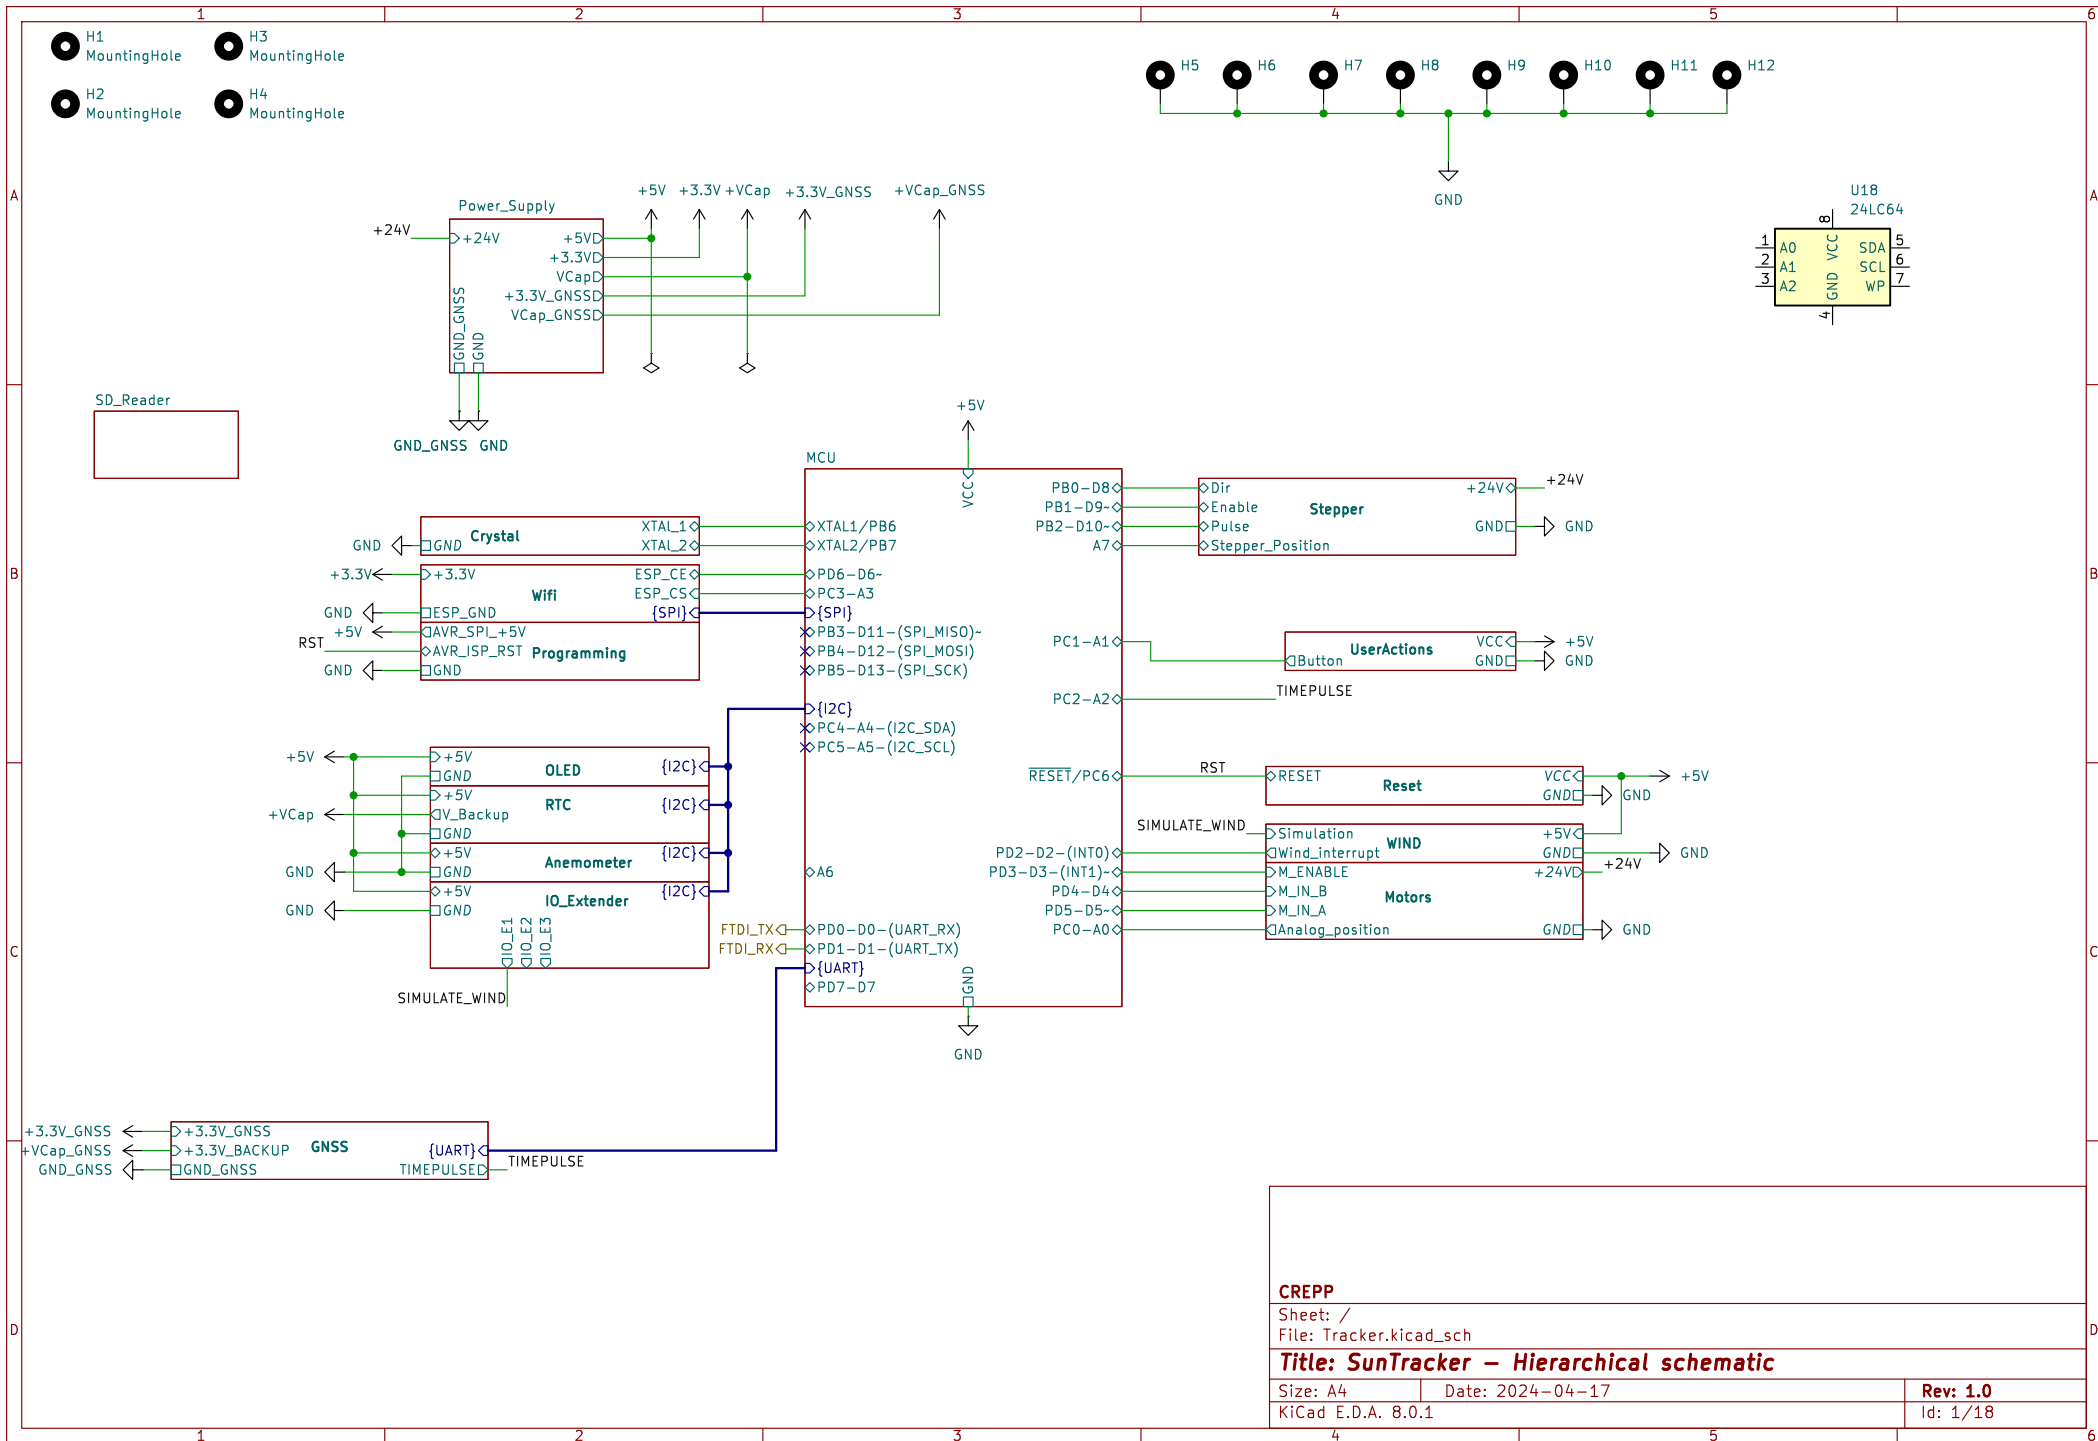 1 2 3 4 5 6
H1
MountingHole
H3
MountingHole
H2
MountingHole
H4
MountingHole
H5 H6 H7 H8 H9 H10 H11 H12
GND
A A
U18
24LC64
8
VCC
1 A0
2 A1
3 A2
SDA 5
SCL 6
WP 7
GND
4
+5V +3.3V +VCap +3.3V_GNSS +VCap_GNSS
Power_Supply
+24V
+24V
+5V
+3.3V
VCap
+3.3V_GNSS
VCap_GNSS
GND_GNSS
GND
GND_GNSS GND
SD_Reader
+5V
MCU
VCC
XTAL1/PB6
XTAL2/PB7
PD6-D6~
PC3-A3
{SPI}
PB3-D11-(SPI_MISO)~
PB4-D12-(SPI_MOSI)
PB5-D13-(SPI_SCK)
{I2C}
PC4-A4-(I2C_SDA)
PC5-A5-(I2C_SCL)
A6
PD0-D0-(UART_RX)
PD1-D1-(UART_TX)
{UART}
PD7-D7
PB0-D8
PB1-D9~
PB2-D10~
A7
PC1-A1
PC2-A2
RESET/PC6
PD2-D2-(INT0)
PD3-D3-(INT1)~
PD4-D4
PD5-D5~
PC0-A0
GND
GND
B B
Crystal
XTAl_1
XTAl_2
GND
GND
Wifi
+3.3V
+3.3V
ESP_CE
ESP_CS
{SPI}
GND
ESP_GND
Programming
+5V
AVR_SPI_+5V
RST
AVR_ISP_RST
GND
GND
Stepper
Dir
Enable
Pulse
Stepper_Position
+24V
+24V
GND
GND
UserActions
Button
VCC
+5V
GND
GND
TIMEPULSE
RST
Reset
RESET
VCC
+5V
GND
GND
SIMULATE_WIND
WIND
Simulation
Wind_interrupt
+5V
GND
GND
Motors
M_ENABLE
M_IN_B
M_IN_A
Analog_position
+24V
+24V
GND
GND
OLED
+5V
+5V
GND
{I2C}
RTC
+5V
+VCap
V_Backup
GND
{I2C}
Anemometer
+5V
GND
GND
{I2C}
IO_Extender
+5V
GND
GND
{I2C}
IO_E1
IO_E2
IO_E3
SIMULATE_WIND
C C
FTDI_TX
FTDI_RX
GNSS
+3.3V_GNSS
+3.3V_GNSS
+VCap_GNSS
+3.3V_BACKUP
GND_GNSS
GND_GNSS
{UART}
TIMEPULSE
TIMEPULSE
D D
CREPP
Sheet: /
File: Tracker.kicad_sch
Title: SunTracker - Hierarchical schematic
Size: A4 Date: 2024-04-17 Rev: 1.0
KiCad E.D.A. 8.0.1 Id: 1/18
1 2 3 4 5 6